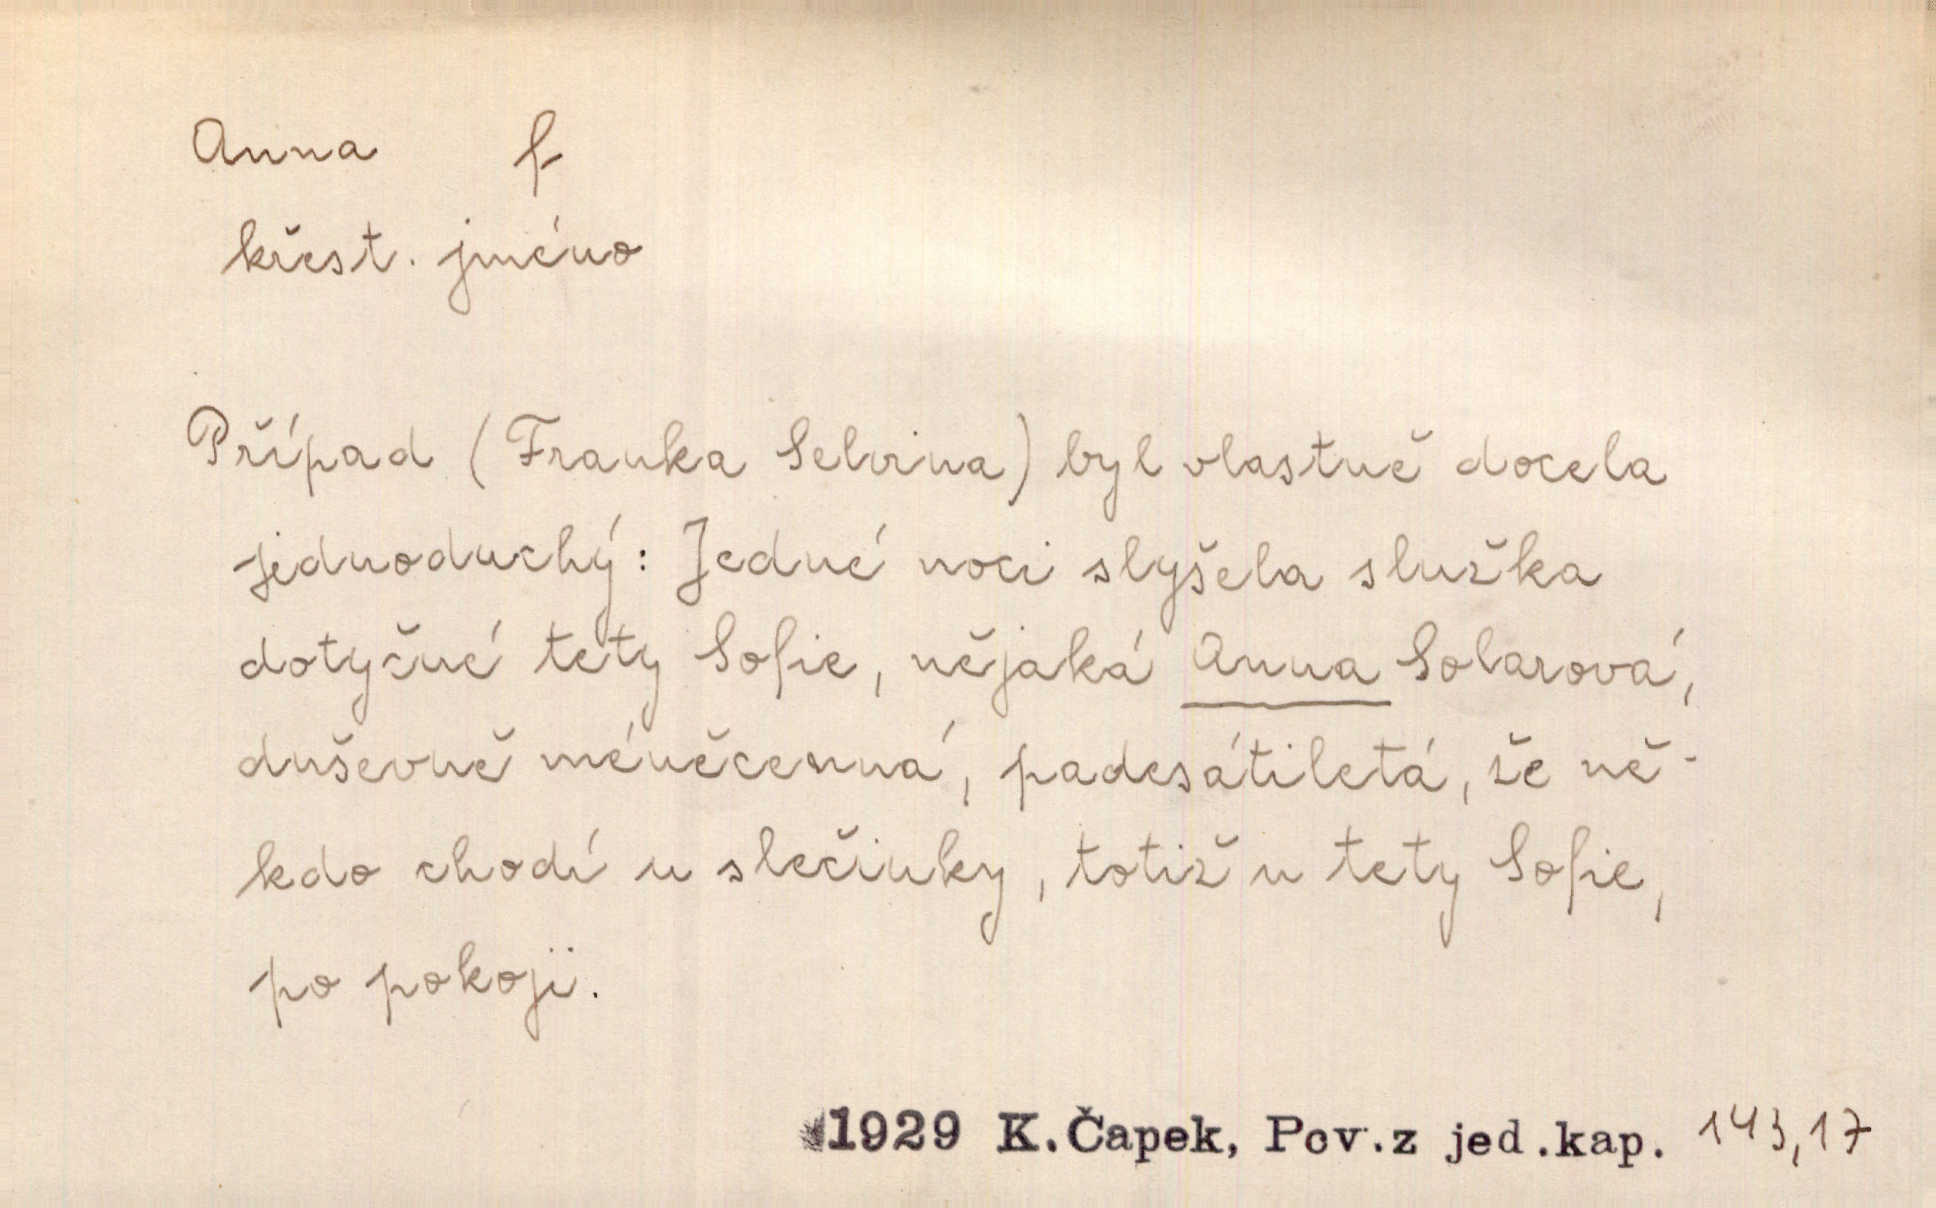 Anna f
křest. jméno
Případ (Franka Selvina) byl vlastně docela
jednoduchý: Jedné noci slyšela služka
dotyčné tety Sofie, nějaká Anna Solarová,
duševně méněcenná, padesátiletá, že ně-
kdo chodí u slečinky, totiž u tety Sofie,
po pokoji.
1929 K.Čapek, Pov.z jed.kap. 143,17